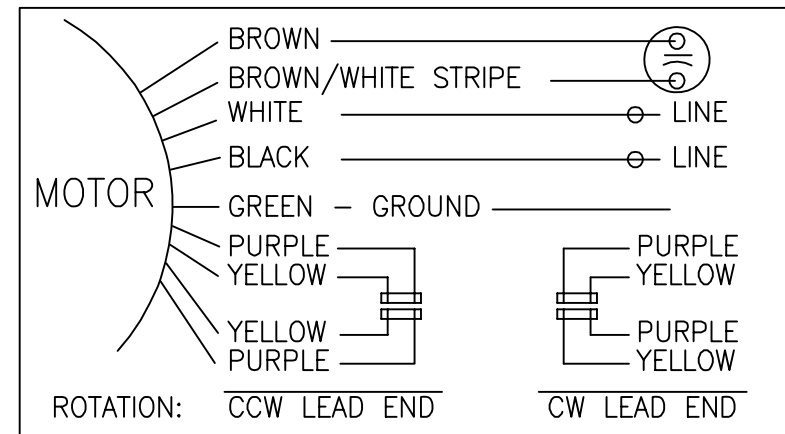 BROWN
BROWN/WHITE STRIPE
WHITE LINE
BLACK LINE
MOTOR
GREEN - GROUND
PURPLE PURPLE
YELLOW YELLOW
YELLOW PURPLE
PURPLE YELLOW
ROTATION: CCW LEAD END CW LEAD END